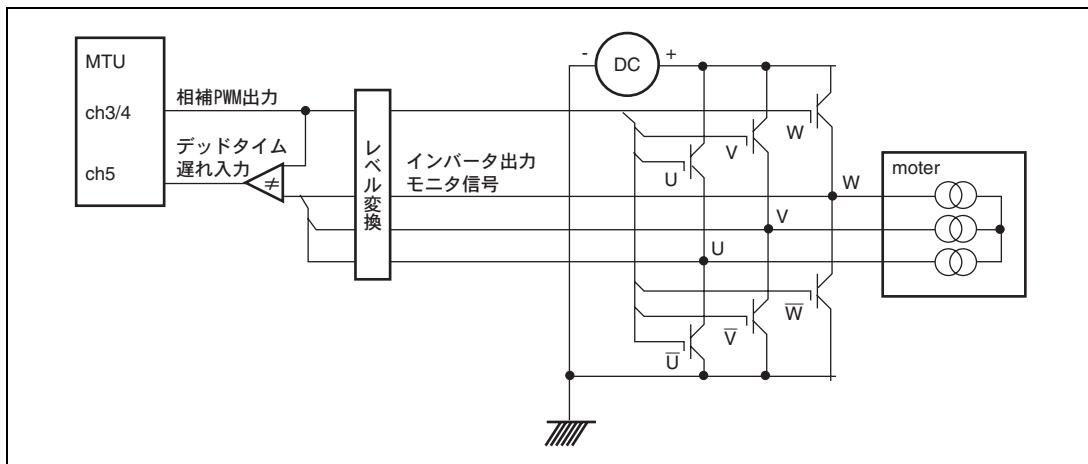 MTU
ch3/4
ch5
相補PWM出力
デッドタイム
遅れ入力
≠
レベル変換
インバータ出力
モニタ信号
-
DC
+
W
V
U
W
V
U
W̅
V̅
U̅
moter